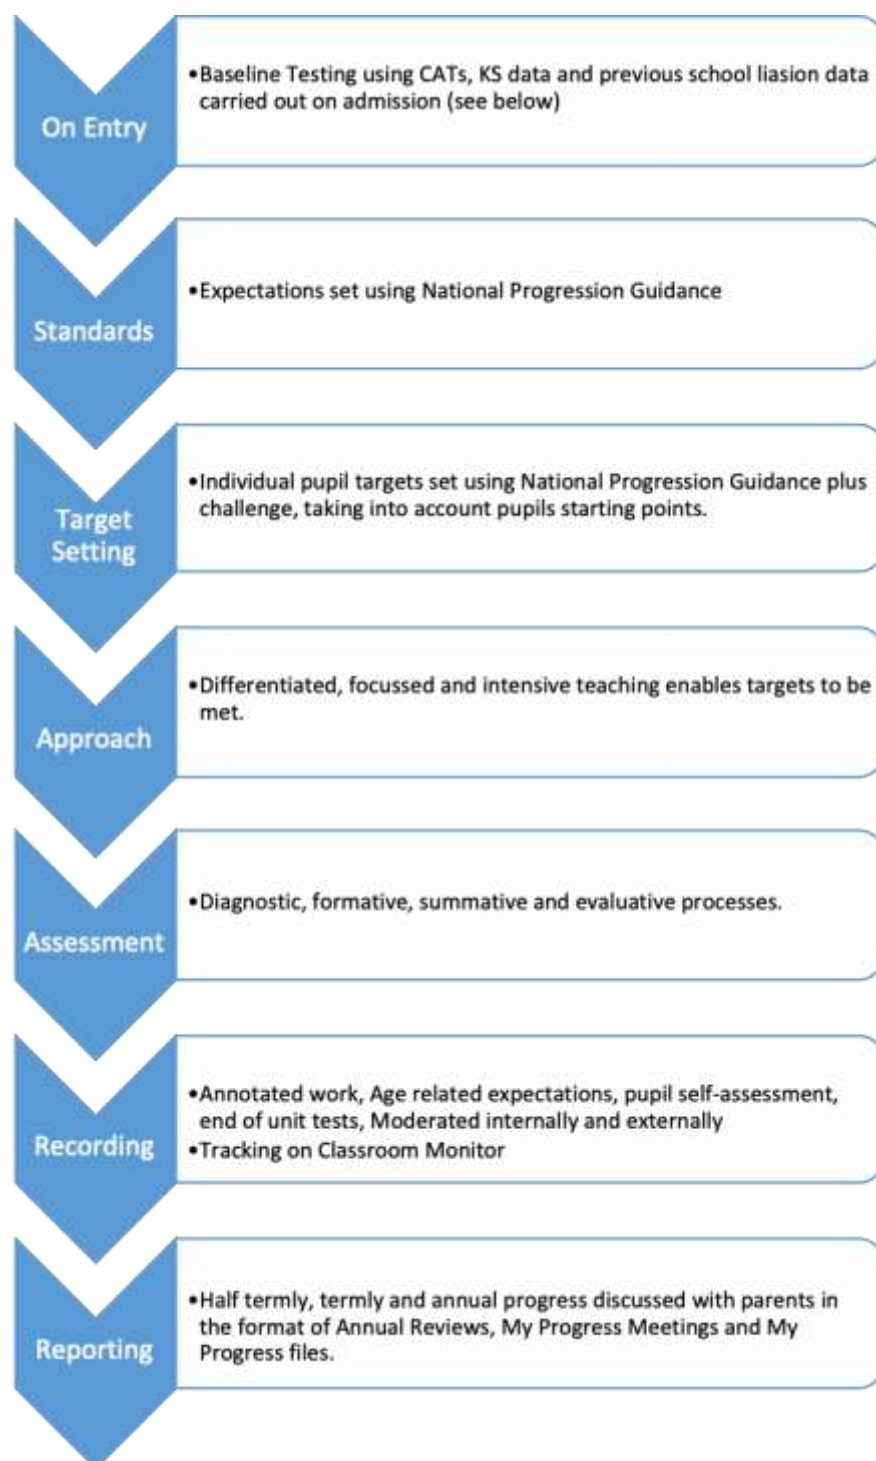 On Entry
•Baseline Testing using CATs, KS data and previous school liasion data
carried out on admission (see below)
Standards
•Expectations set using National Progression Guidance
Target
Setting
•Individual pupil targets set using National Progression Guidance plus
challenge, taking into account pupils starting points.
Approach
•Differentiated, focussed and intensive teaching enables targets to be
met.
Assessment
•Diagnostic, formative, summative and evaluative processes.
Recording
•Annotated work, Age related expectations, pupil self-assessment,
end of unit tests, Moderated internally and externally
•Tracking on Classroom Monitor
Reporting
•Half termly, termly and annual progress discussed with parents in
the format of Annual Reviews, My Progress Meetings and My
Progress files.